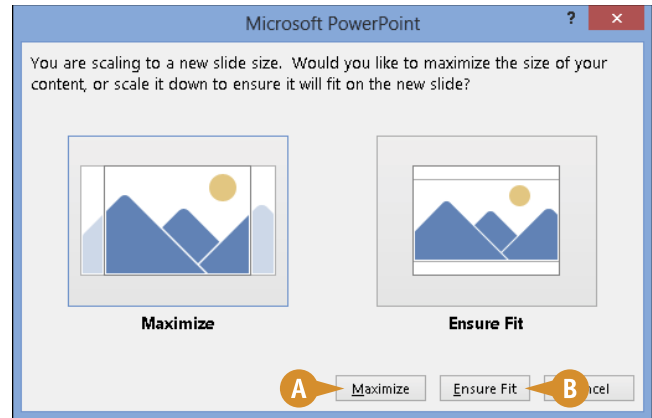 Microsoft PowerPoint
?
×
You are scaling to a new slide size. Would you like to maximize the size of your
content, or scale it down to ensure it will fit on the new slide?
Maximize
Ensure Fit
A
Maximize
Ensure Fit
B